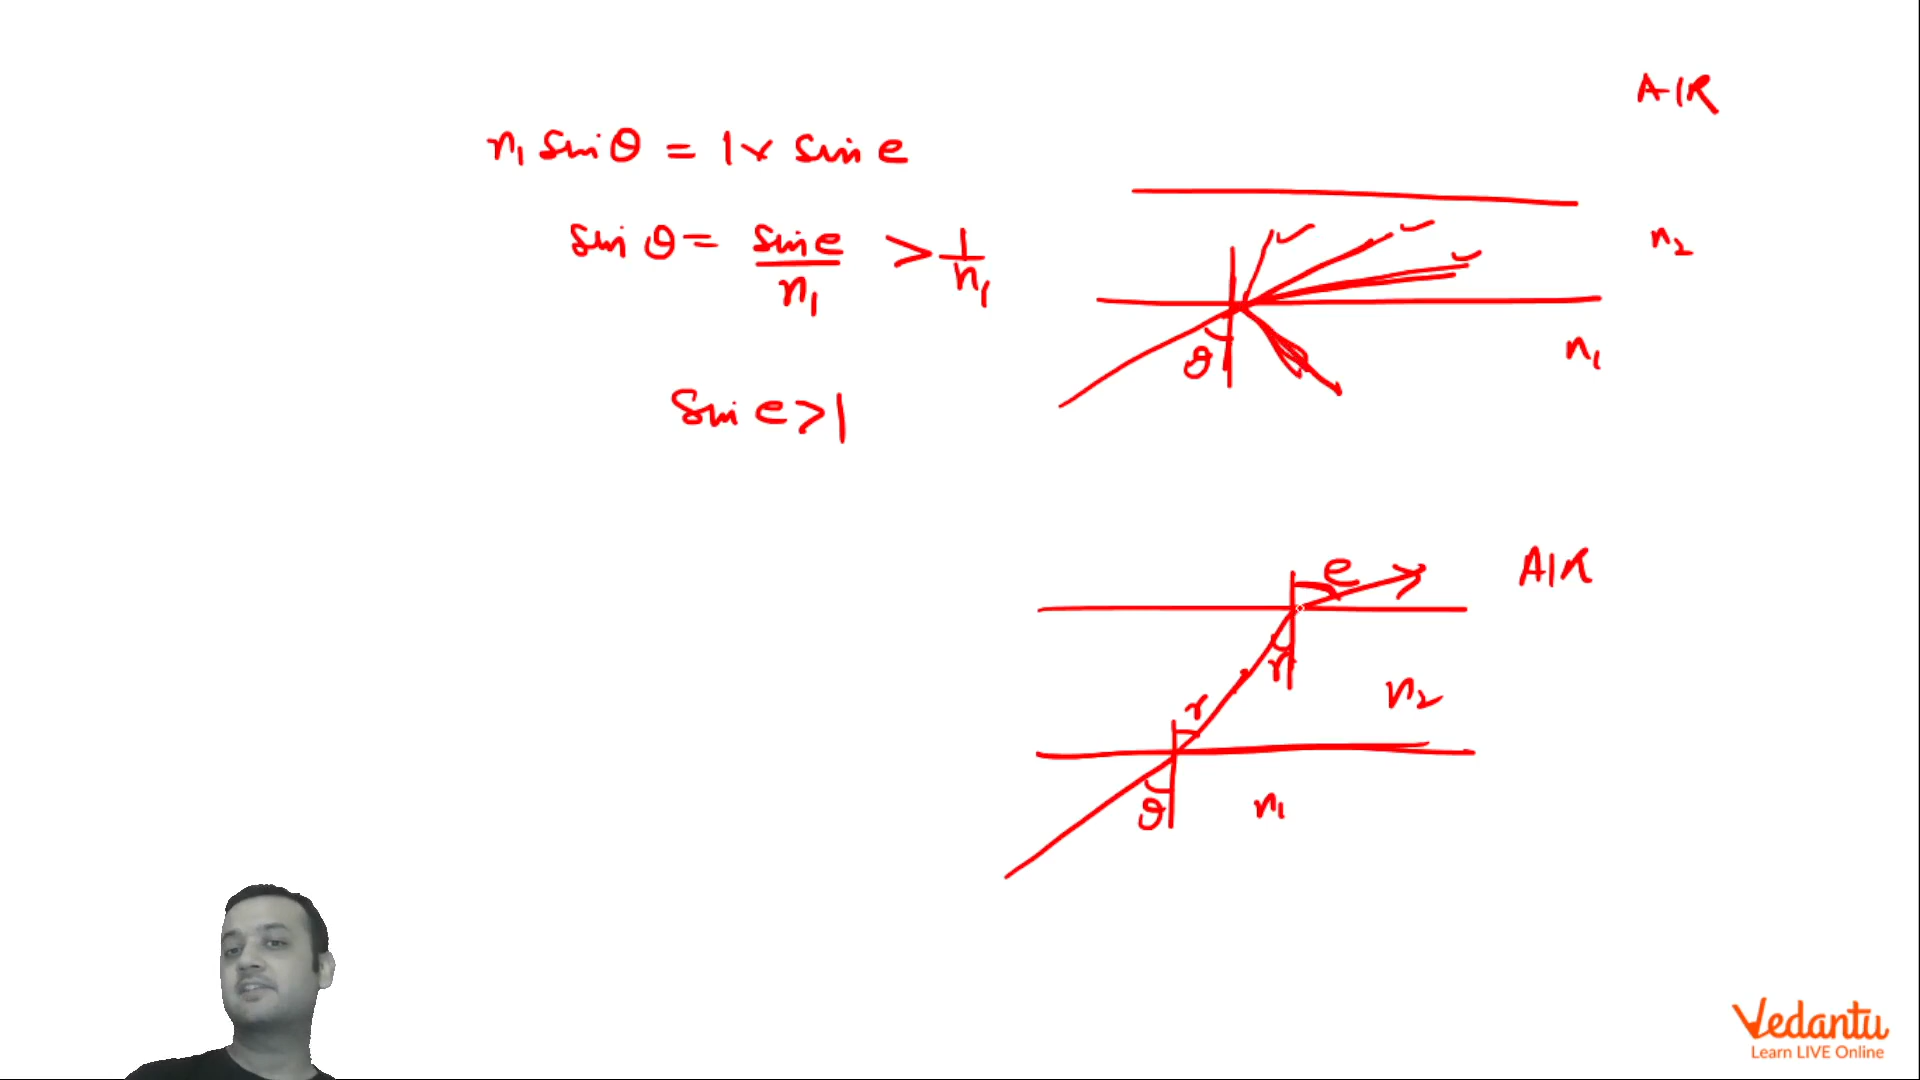 n₁ sin θ = 1 × sin e
sin θ = sin e / n₁ > 1/n₁
sin e > 1
AIR
n₂
θ
n₁
e
AIR
r
n₂
r
θ
n₁
Vedantu
Learn LIVE Online